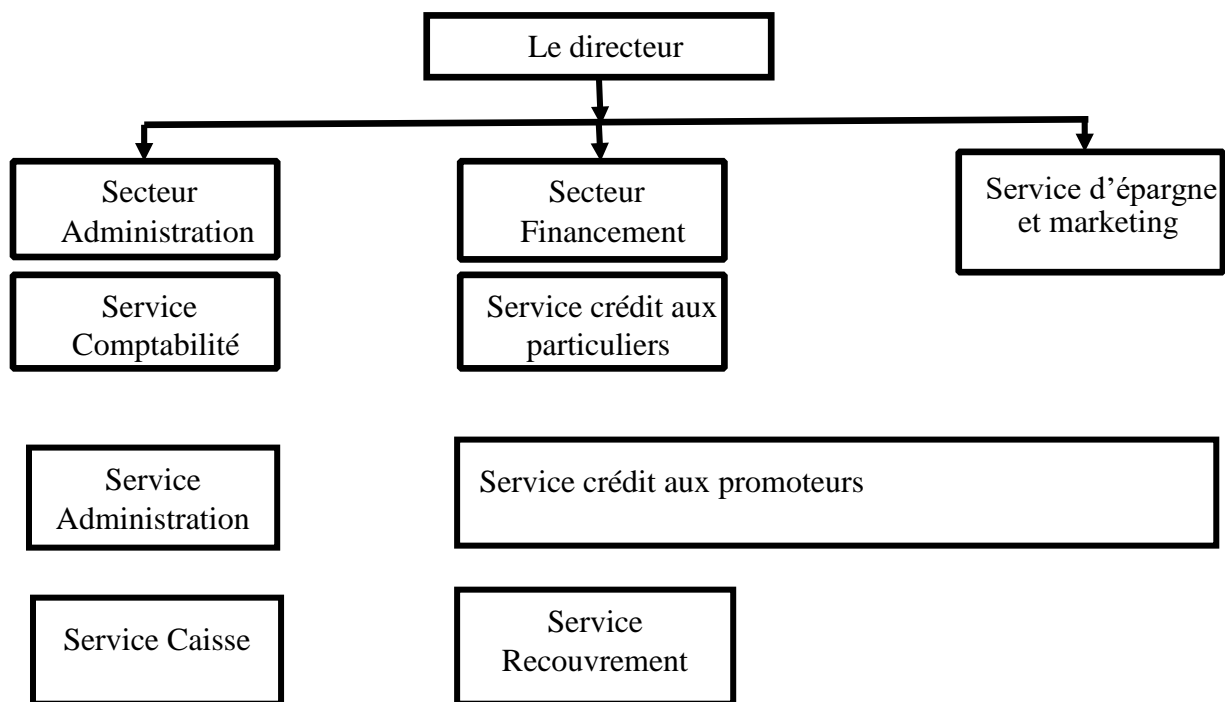 Le directeur
Secteur
Administration
Secteur
Financement
Service d’épargne
et marketing
Service
Comptabilité
Service crédit aux
particuliers
Service
Administration
Service crédit aux promoteurs
Service Caisse
Service
Recouvrement